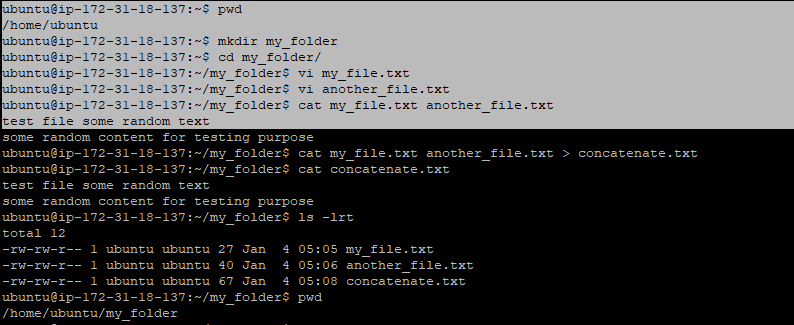 ubuntu@ip-172-31-18-137:~$ pwd
/home/ubuntu
ubuntu@ip-172-31-18-137:~$ mkdir my_folder
ubuntu@ip-172-31-18-137:~$ cd my_folder/
ubuntu@ip-172-31-18-137:~/my_folder$ vi my_file.txt
ubuntu@ip-172-31-18-137:~/my_folder$ vi another_file.txt
ubuntu@ip-172-31-18-137:~/my_folder$ cat my_file.txt another_file.txt
test file some random text
some random content for testing purpose
ubuntu@ip-172-31-18-137:~/my_folder$ cat my_file.txt another_file.txt > concatenate.txt
ubuntu@ip-172-31-18-137:~/my_folder$ cat concatenate.txt
test file some random text
some random content for testing purpose
ubuntu@ip-172-31-18-137:~/my_folder$ ls -lrt
total 12
-rw-rw-r-- 1 ubuntu ubuntu 27 Jan  4 05:05 my_file.txt
-rw-rw-r-- 1 ubuntu ubuntu 40 Jan  4 05:06 another_file.txt
-rw-rw-r-- 1 ubuntu ubuntu 67 Jan  4 05:08 concatenate.txt
ubuntu@ip-172-31-18-137:~/my_folder$ pwd
/home/ubuntu/my_folder